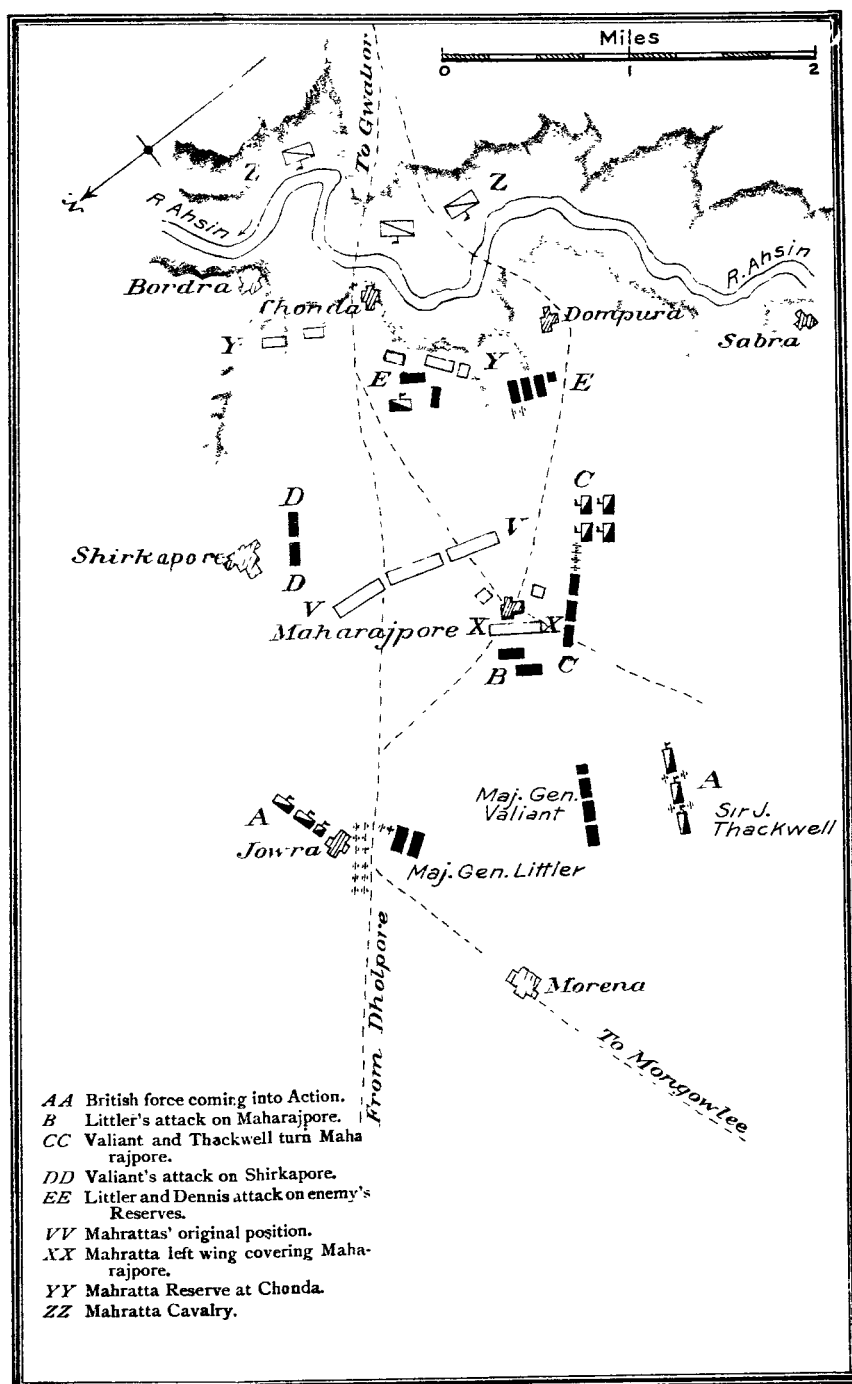 Miles
0 1 2
To Gwabor
N
Z
Z
R Ahsin
R. Ahsin
Bordra
Chonda
Dompura
Sabra
Y
Y
E
E
C
D
Shirkapore
D
V
V
Maharajpore
X X
B
C
A
Jowra
Maj. Gen. Littler
Maj. Gen.
Valiant
A
Sir J.
Thackwell
Morena
To Mongowlee
From Dholpore
AA British force coming into Action.
B Littler's attack on Maharajpore.
CC Valiant and Thackwell turn Maha
rajpore.
DD Valiant's attack on Shirkapore.
EE Littler and Dennis attack on enemy's
Reserves.
VV Mahrattas' original position.
XX Mahratta left wing covering Maha-
rajpore.
YY Mahratta Reserve at Chonda.
ZZ Mahratta Cavalry.